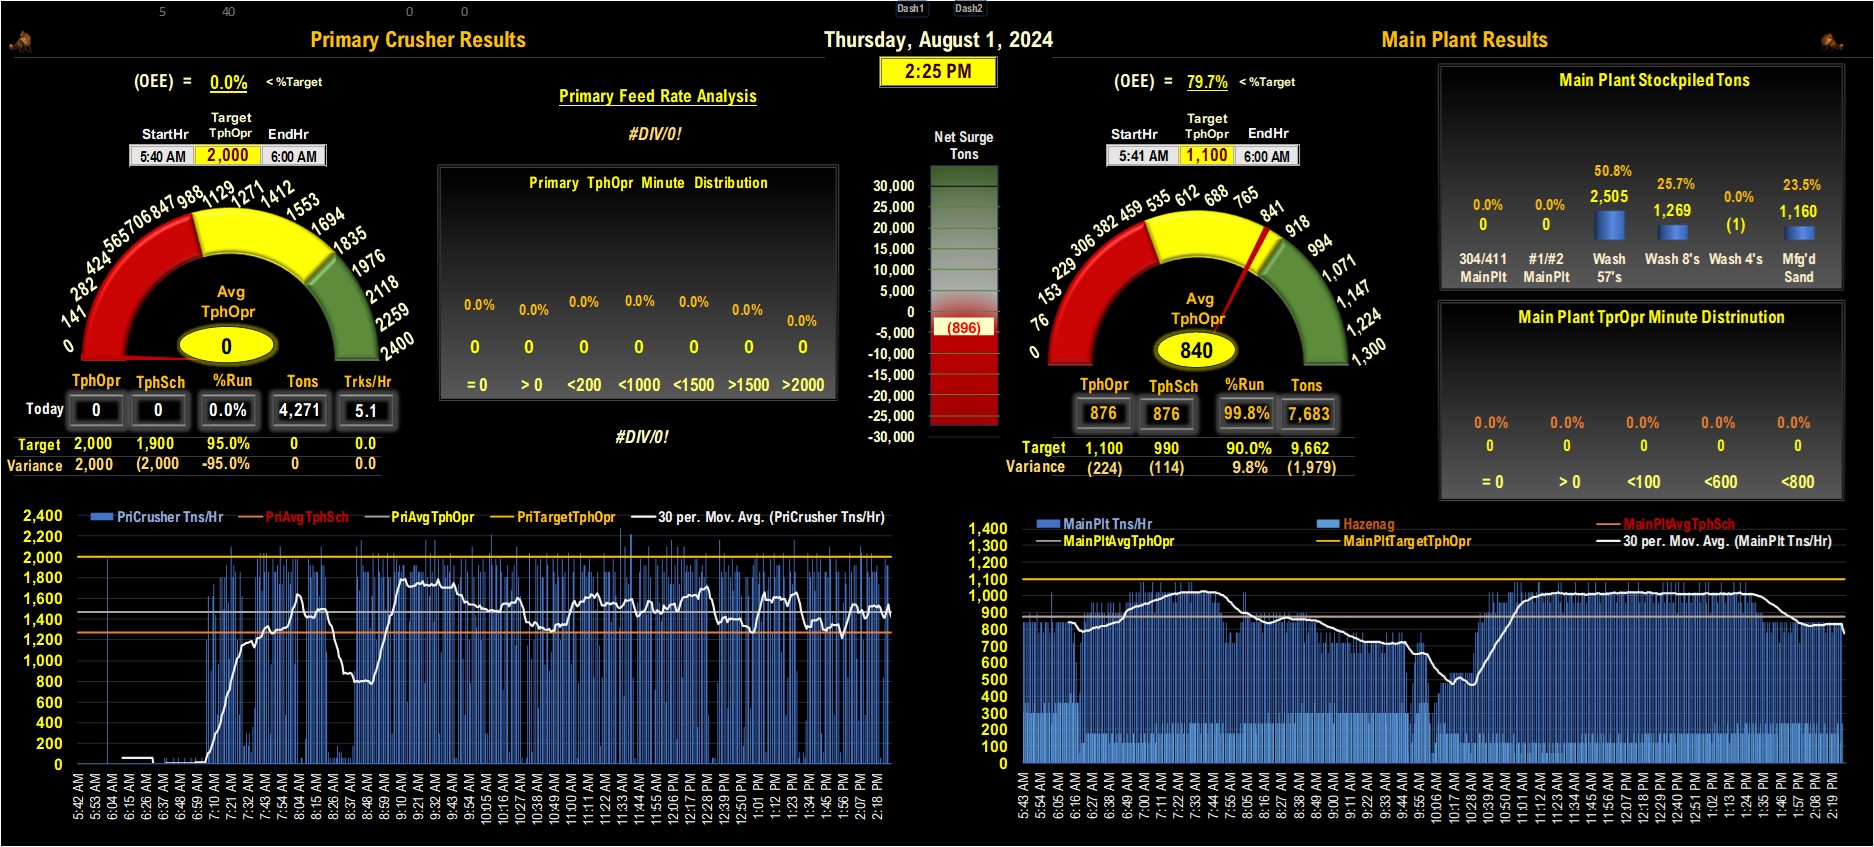 5 40 0 0 Dash1 Dash2
Primary Crusher Results
Thursday, August 1, 2024
Main Plant Results
2:25 PM
(OEE) = 0.0% < %Target
Target
StartHr TphOpr EndHr
5:40 AM 2,000 6:00 AM
0 141 282 424 565 706 847 988 1129 1271 1412 1553 1694 1835 1976 2118 2259 2400
Avg
TphOpr
0
TphOpr TphSch %Run Tons Trks/Hr
Today 0 0 0.0% 4,271 5.1
Target 2,000 1,900 95.0% 0 0.0
Variance 2,000 (2,000 -95.0% 0 0.0
Primary Feed Rate Analysis
#DIV/0!
Primary TphOpr Minute Distribution
0.0% 0.0% 0.0% 0.0% 0.0% 0.0% 0.0%
0 0 0 0 0 0 0
= 0 > 0 <200 <1000 <1500 >1500 >2000
#DIV/0!
Net Surge
Tons
30,000
25,000
20,000
15,000
10,000
5,000
0
-5,000
-10,000
-15,000
-20,000
-25,000
-30,000
(896)
(OEE) = 79.7% < %Target
Target
StartHr TphOpr EndHr
5:41 AM 1,100 6:00 AM
0 76 153 229 306 382 459 535 612 688 765 841 918 994 1,071 1,147 1,224 1,300
Avg
TphOpr
840
TphOpr TphSch %Run Tons
876 876 99.8% 7,683
Target 1,100 990 90.0% 9,662
Variance (224) (114) 9.8% (1,979)
Main Plant Stockpiled Tons
0.0% 0.0% 50.8% 25.7% 0.0% 23.5%
0 0 2,505 1,269 (1) 1,160
304/411 #1/#2 Wash Wash 8's Wash 4's Mfg'd
MainPlt MainPlt 57's Sand
Main Plant TprOpr Minute Distrinution
0.0% 0.0% 0.0% 0.0% 0.0%
0 0 0 0 0
= 0 > 0 <100 <600 <800
PriCrusher Tns/Hr PriAvgTphSch PriAvgTphOpr PriTargetTphOpr 30 per. Mov. Avg. (PriCrusher Tns/Hr)
2,400
2,200
2,000
1,800
1,600
1,400
1,200
1,000
800
600
400
200
0
5:42 AM 5:53 AM 6:04 AM 6:15 AM 6:26 AM 6:37 AM 6:48 AM 6:59 AM 7:10 AM 7:21 AM 7:32 AM 7:43 AM 7:54 AM 8:04 AM 8:15 AM 8:26 AM 8:37 AM 8:48 AM 8:59 AM 9:10 AM 9:21 AM 9:32 AM 9:43 AM 9:54 AM 10:05 AM 10:16 AM 10:27 AM 10:38 AM 10:49 AM 11:00 AM 11:11 AM 11:22 AM 11:33 AM 11:44 AM 11:55 AM 12:06 PM 12:17 PM 12:28 PM 12:39 PM 12:50 PM 1:01 PM 1:12 PM 1:23 PM 1:34 PM 1:45 PM 1:56 PM 2:07 PM 2:18 PM
MainPlt Tns/Hr Hazenag MainPltAvgTphSch
MainPltAvgTphOpr MainPltTargetTphOpr 30 per. Mov. Avg. (MainPlt Tns/Hr)
1,400
1,300
1,200
1,100
1,000
900
800
700
600
500
400
300
200
100
0
5:43 AM 5:54 AM 6:05 AM 6:16 AM 6:27 AM 6:38 AM 6:49 AM 7:00 AM 7:11 AM 7:22 AM 7:33 AM 7:44 AM 7:55 AM 8:05 AM 8:16 AM 8:27 AM 8:38 AM 8:49 AM 9:00 AM 9:11 AM 9:22 AM 9:33 AM 9:44 AM 9:55 AM 10:06 AM 10:17 AM 10:28 AM 10:39 AM 10:50 AM 11:01 AM 11:12 AM 11:23 AM 11:34 AM 11:45 AM 11:56 AM 12:07 PM 12:18 PM 12:29 PM 12:40 PM 12:51 PM 1:02 PM 1:13 PM 1:24 PM 1:35 PM 1:46 PM 1:57 PM 2:08 PM 2:19 PM